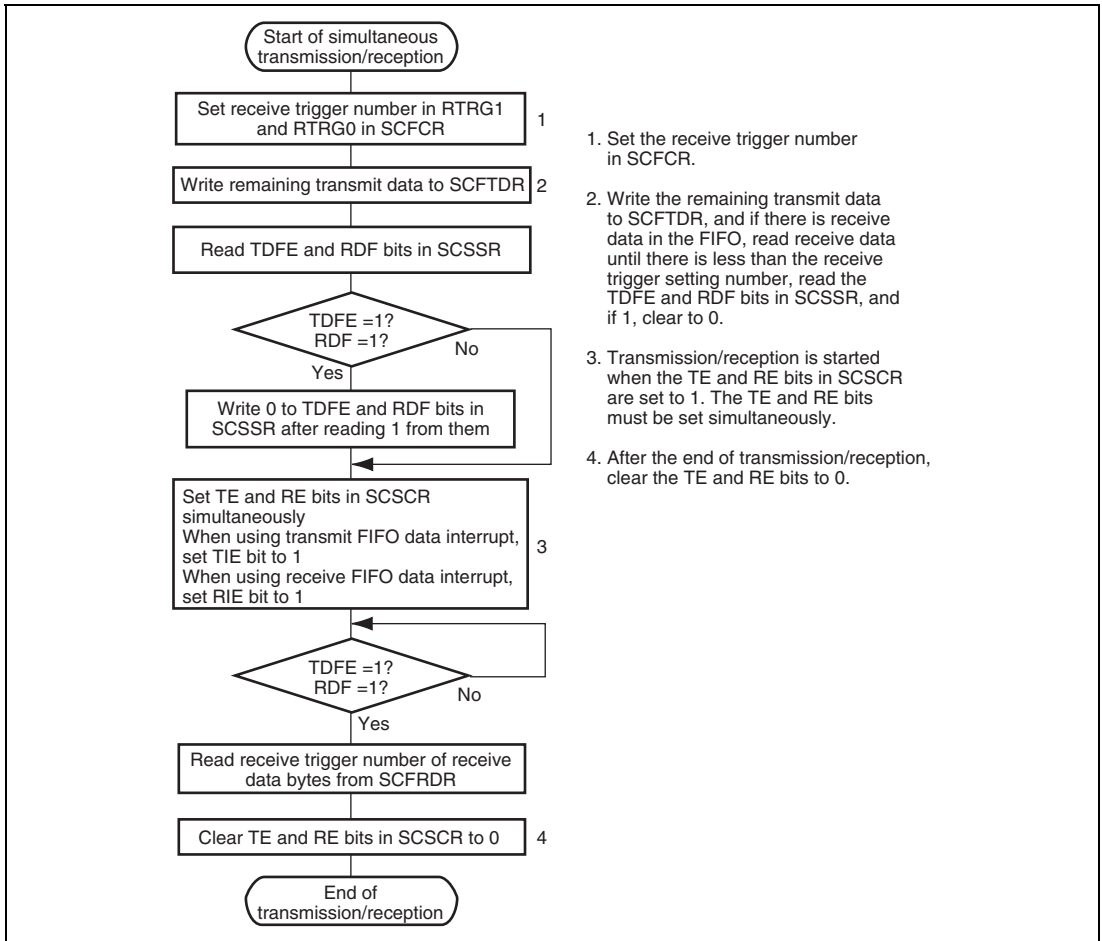 Start of simultaneous
transmission/reception
Set receive trigger number in RTRG1
and RTRG0 in SCFCR
1
Write remaining transmit data to SCFTDR
2
Read TDFE and RDF bits in SCSSR
TDFE =1?
RDF =1?
No
Yes
Write 0 to TDFE and RDF bits in
SCSSR after reading 1 from them
Set TE and RE bits in SCSCR
simultaneously
When using transmit FIFO data interrupt,
set TIE bit to 1
When using receive FIFO data interrupt,
set RIE bit to 1
3
TDFE =1?
RDF =1?
No
Yes
Read receive trigger number of receive
data bytes from SCFRDR
Clear TE and RE bits in SCSCR to 0
4
End of
transmission/reception
1. Set the receive trigger number
in SCFCR.
2. Write the remaining transmit data
to SCFTDR, and if there is receive
data in the FIFO, read receive data
until there is less than the receive
trigger setting number, read the
TDFE and RDF bits in SCSSR, and
if 1, clear to 0.
3. Transmission/reception is started
when the TE and RE bits in SCSCR
are set to 1. The TE and RE bits
must be set simultaneously.
4. After the end of transmission/reception,
clear the TE and RE bits to 0.